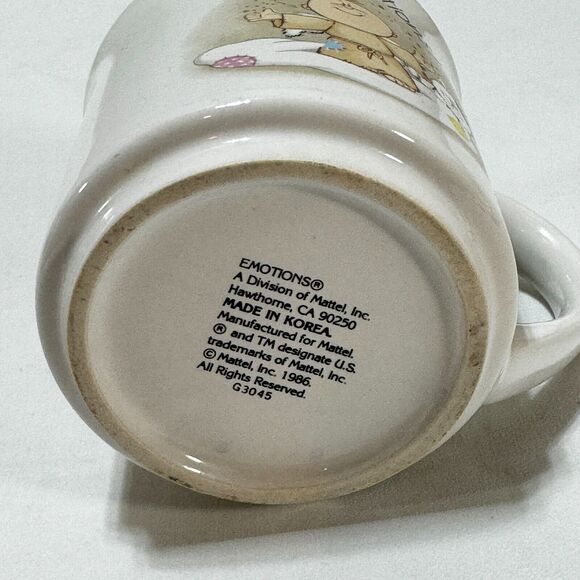 EMOTIONS®
A Division of Mattel, Inc.
Hawthorne, CA 90250
MADE IN KOREA.
Manufactured for Mattel.
® and TM designate U.S.
trademarks of Mattel, Inc.
© Mattel, Inc. 1986.
All Rights Reserved.
G3045